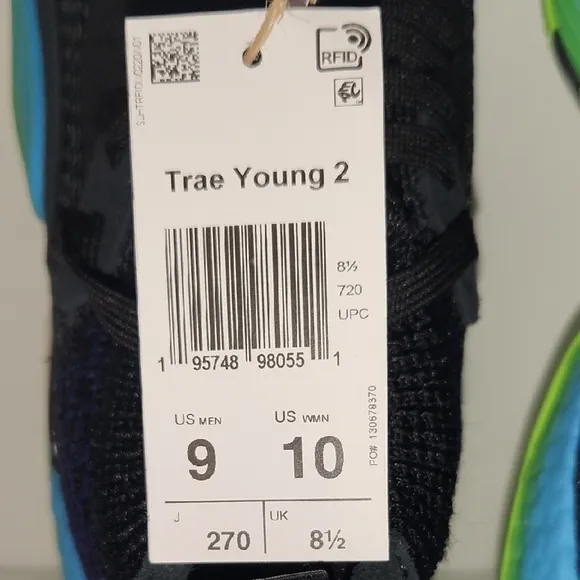 RFID
Trae Young 2
8½
720
UPC
1 95748 98055 1
US MEN
9
US WMN
10
PO# 130678370
J
270
UK
8½